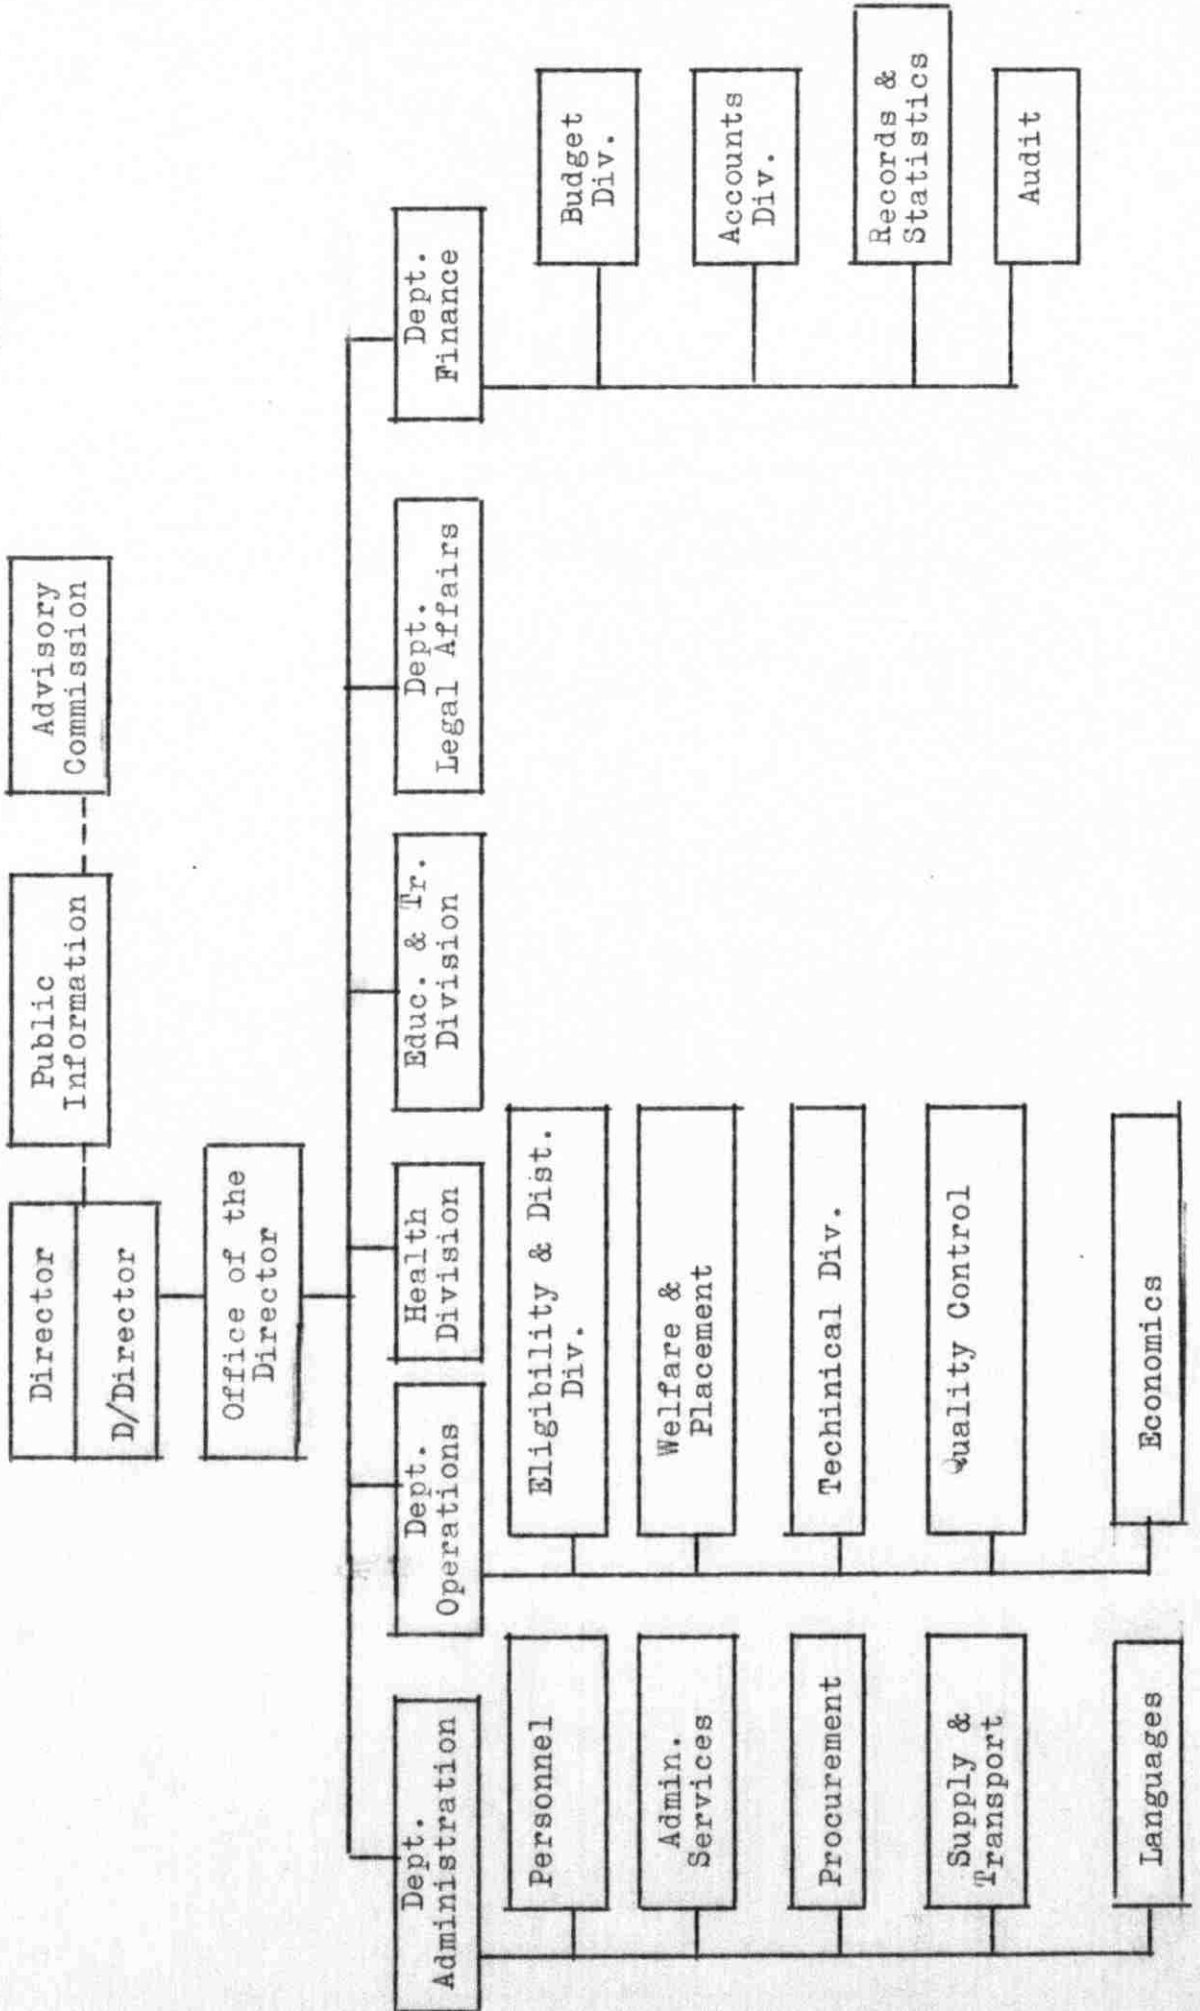 Director
D/Director
Public
Information
Advisory
Commission
Office of the
Director
Dept.
Administration
Dept.
Operations
Health
Division
Educ. & Tr.
Division
Dept.
Legal Affairs
Dept.
Finance
Personnel
Admin.
Services
Procurement
Supply &
Transport
Languages
Eligibility & Dist.
Div.
Welfare &
Placement
Techinical Div.
Quality Control
Economics
Budget
Div.
Accounts
Div.
Records &
Statistics
Audit